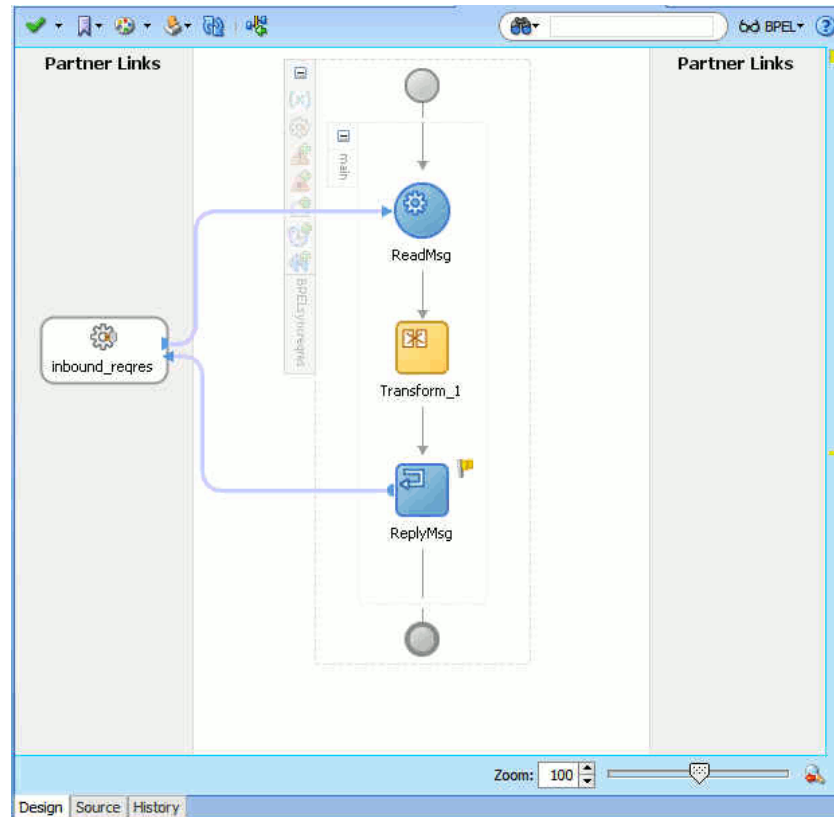 BPEL
Partner Links
Partner Links
main
ReadMsg
BPELsyncreqres
inbound_reqres
Transform_1
ReplyMsg
Zoom: 100
Design Source History